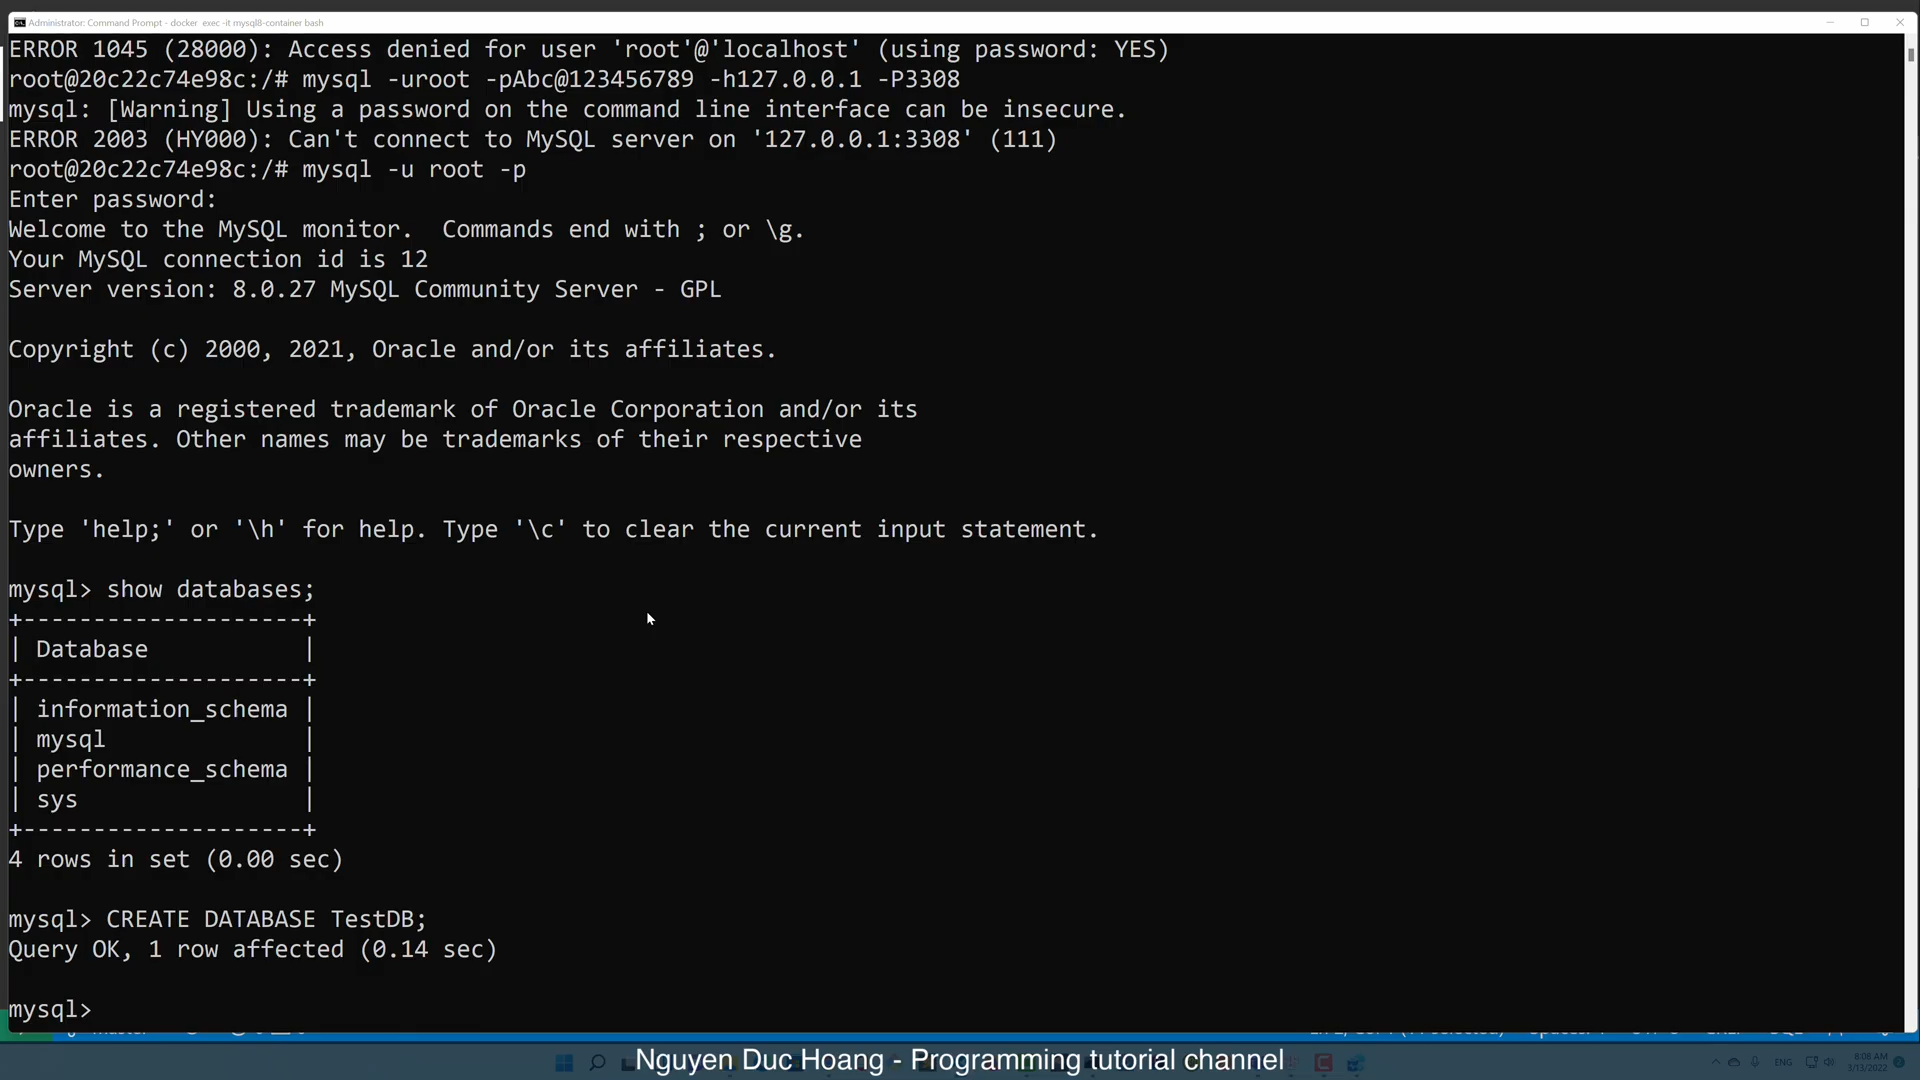 Administrator: Command Prompt - docker exec -it mysql8-container bash
ERROR 1045 (28000): Access denied for user 'root'@'localhost' (using password: YES)
root@20c22c74e98c:/# mysql -uroot -pAbc@123456789 -h127.0.0.1 -P3308
mysql: [Warning] Using a password on the command line interface can be insecure.
ERROR 2003 (HY000): Can't connect to MySQL server on '127.0.0.1:3308' (111)
root@20c22c74e98c:/# mysql -u root -p
Enter password:
Welcome to the MySQL monitor.  Commands end with ; or \g.
Your MySQL connection id is 12
Server version: 8.0.27 MySQL Community Server - GPL
Copyright (c) 2000, 2021, Oracle and/or its affiliates.
Oracle is a registered trademark of Oracle Corporation and/or its
affiliates. Other names may be trademarks of their respective
owners.
Type 'help;' or '\h' for help. Type '\c' to clear the current input statement.
mysql> show databases;
+--------------------+
| Database           |
+--------------------+
| information_schema |
| mysql              |
| performance_schema |
| sys                |
+--------------------+
4 rows in set (0.00 sec)
mysql> CREATE DATABASE TestDB;
Query OK, 1 row affected (0.14 sec)
mysql>
Nguyen Duc Hoang - Programming tutorial channel
ENG
8:06 AM
3/13/2022